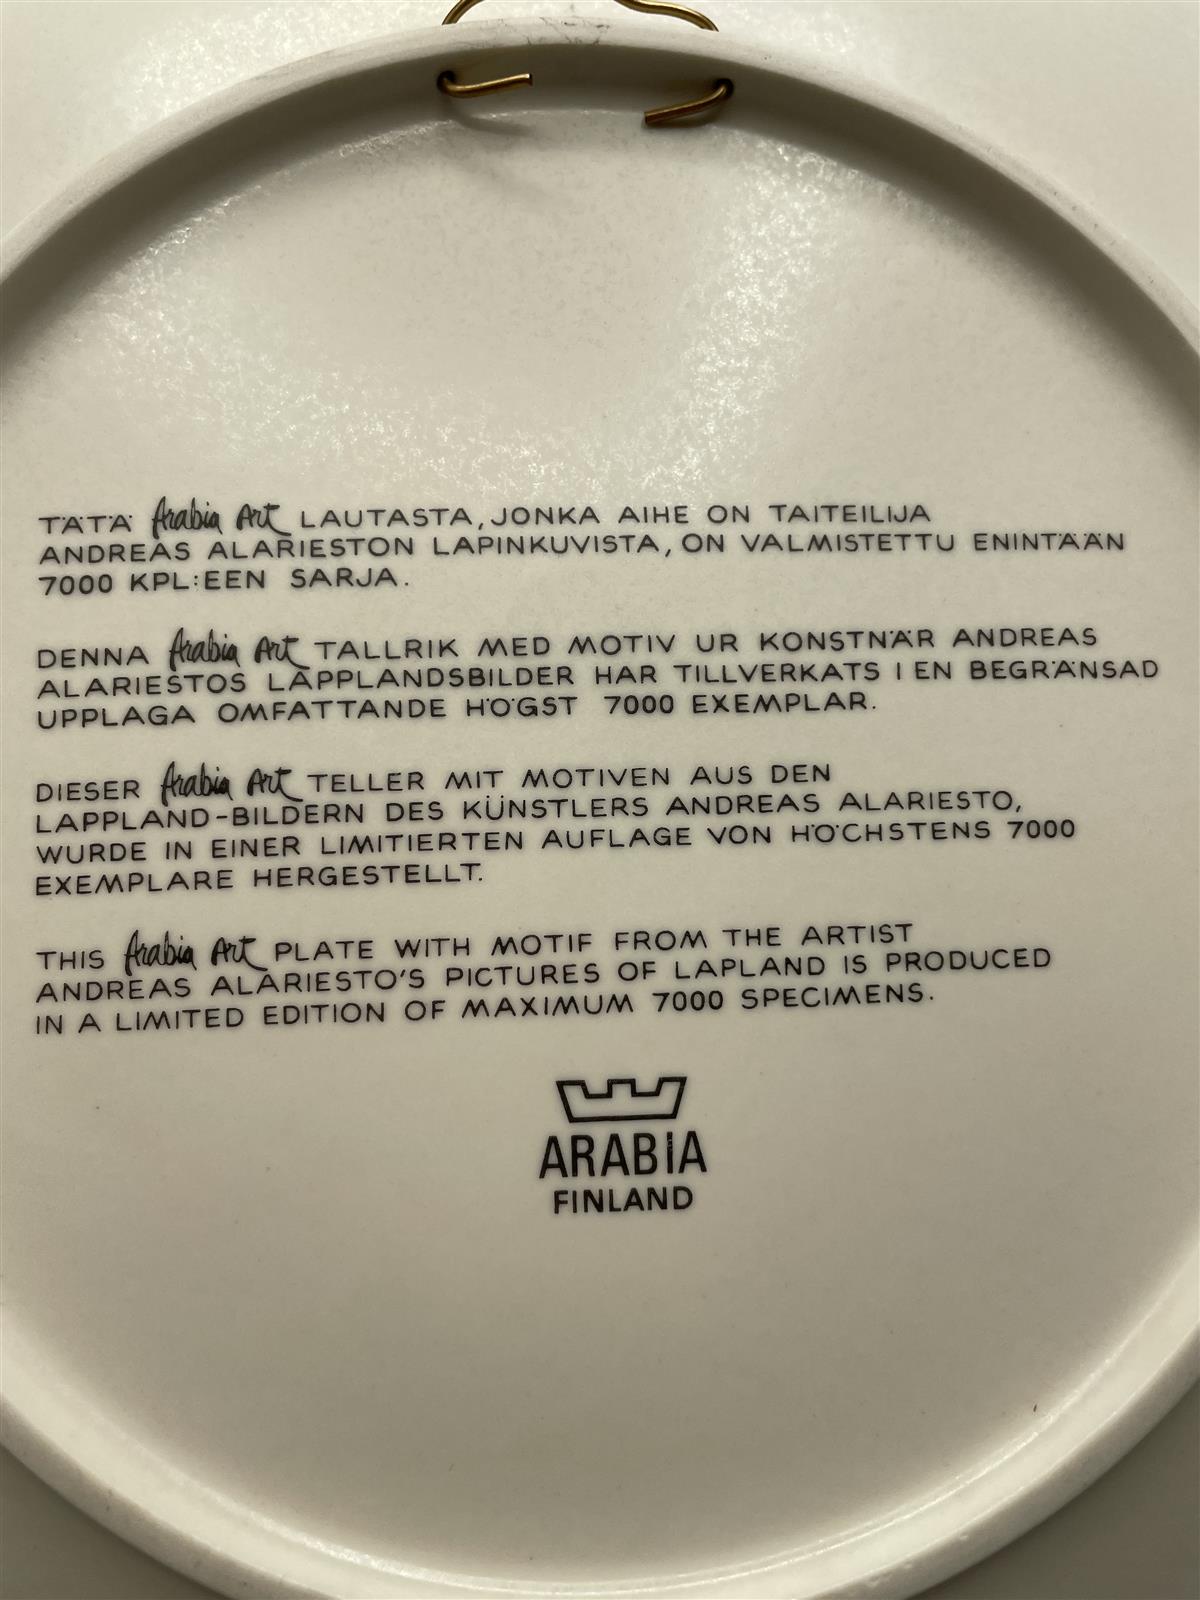 TÄTÄ Arabia Art LAUTASTA, JONKA AIHE ON TAITEILIJA
ANDREAS ALARIESTON LAPINKUVISTA, ON VALMISTETTU ENINTÄÄN
7000 KPL:EEN SARJA.
DENNA Arabia Art TALLRIK MED MOTIV UR KONSTNÄR ANDREAS
ALARIESTOS LAPPLANDSBILDER HAR TILLVERKATS I EN BEGRÄNSAD
UPPLAGA OMFATTANDE HÖGST 7000 EXEMPLAR.
DIESER Arabia Art TELLER MIT MOTIVEN AUS DEN
LAPPLAND-BILDERN DES KÜNSTLERS ANDREAS ALARIESTO,
WURDE IN EINER LIMITIERTEN AUFLAGE VON HÖCHSTENS 7000
EXEMPLARE HERGESTELLT.
THIS Arabia Art PLATE WITH MOTIF FROM THE ARTIST
ANDREAS ALARIESTO'S PICTURES OF LAPLAND IS PRODUCED
IN A LIMITED EDITION OF MAXIMUM 7000 SPECIMENS.
ARABIA
FINLAND